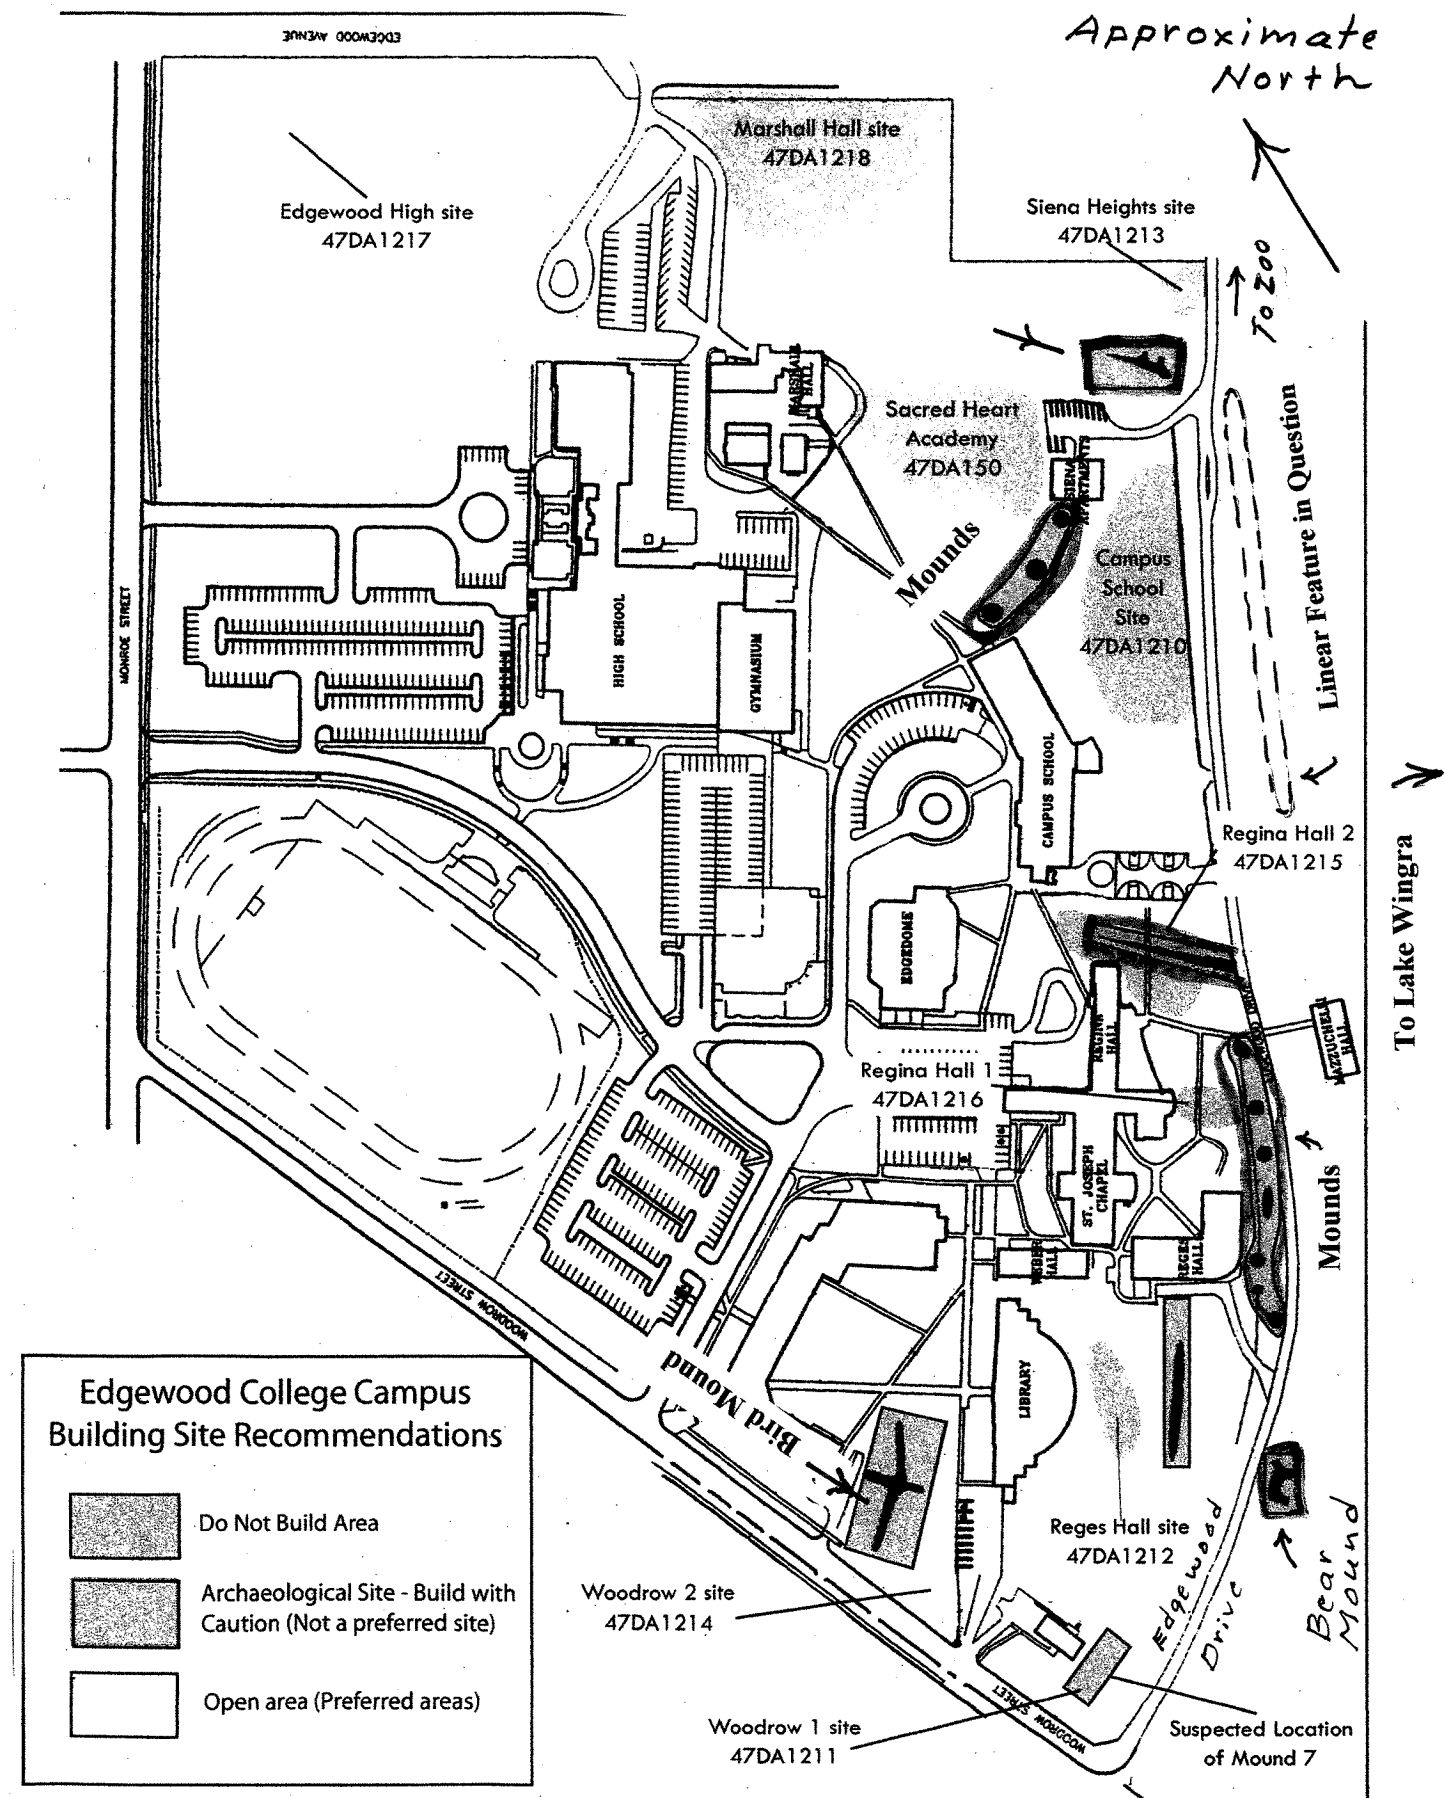 EDGEWOOD AVENUE
Approximate
North
Marshall Hall site
47DA1218
Edgewood High site
47DA1217
Siena Heights site
47DA1213
To Zoo
MARSHALL
HALL
Sacred Heart
Academy
47DA150
SIENA
APARTMENTS
Linear Feature in Question
Mounds
Campus
School
Site
47DA1210
MONROE STREET
HIGH SCHOOL
GYMNASIUM
CAMPUS SCHOOL
Regina Hall 2
47DA1215
To Lake Wingra
EDGEDOME
REGINA
HALL
EDGEWOOD DRIVE
MAZZUCHELLI
HALL
Regina Hall 1
47DA1216
ST. JOSEPH
CHAPEL
Mounds
WEBER
HALL
REGES
HALL
WOODROW STREET
Bird Mound
LIBRARY
Edgewood College Campus
Building Site Recommendations
Do Not Build Area
Archaeological Site - Build with
Caution (Not a preferred site)
Open area (Preferred areas)
Reges Hall site
47DA1212
Edgewood
Drive
Bear
Mound
Woodrow 2 site
47DA1214
WOODROW STREET
Woodrow 1 site
47DA1211
Suspected Location
of Mound 7